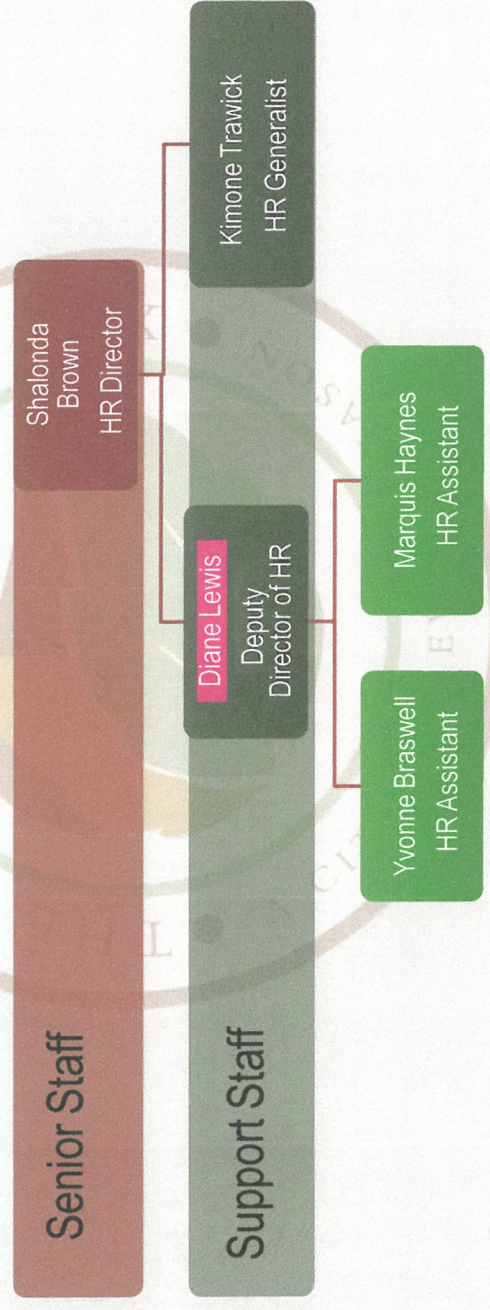 Senior Staff
Shalonda
Brown
HR Director
Support Staff
Diane Lewis
Deputy
Director of HR
Kimone Trawick
HR Generalist
Yvonne Braswell
HR Assistant
Marquis Haynes
HR Assistant